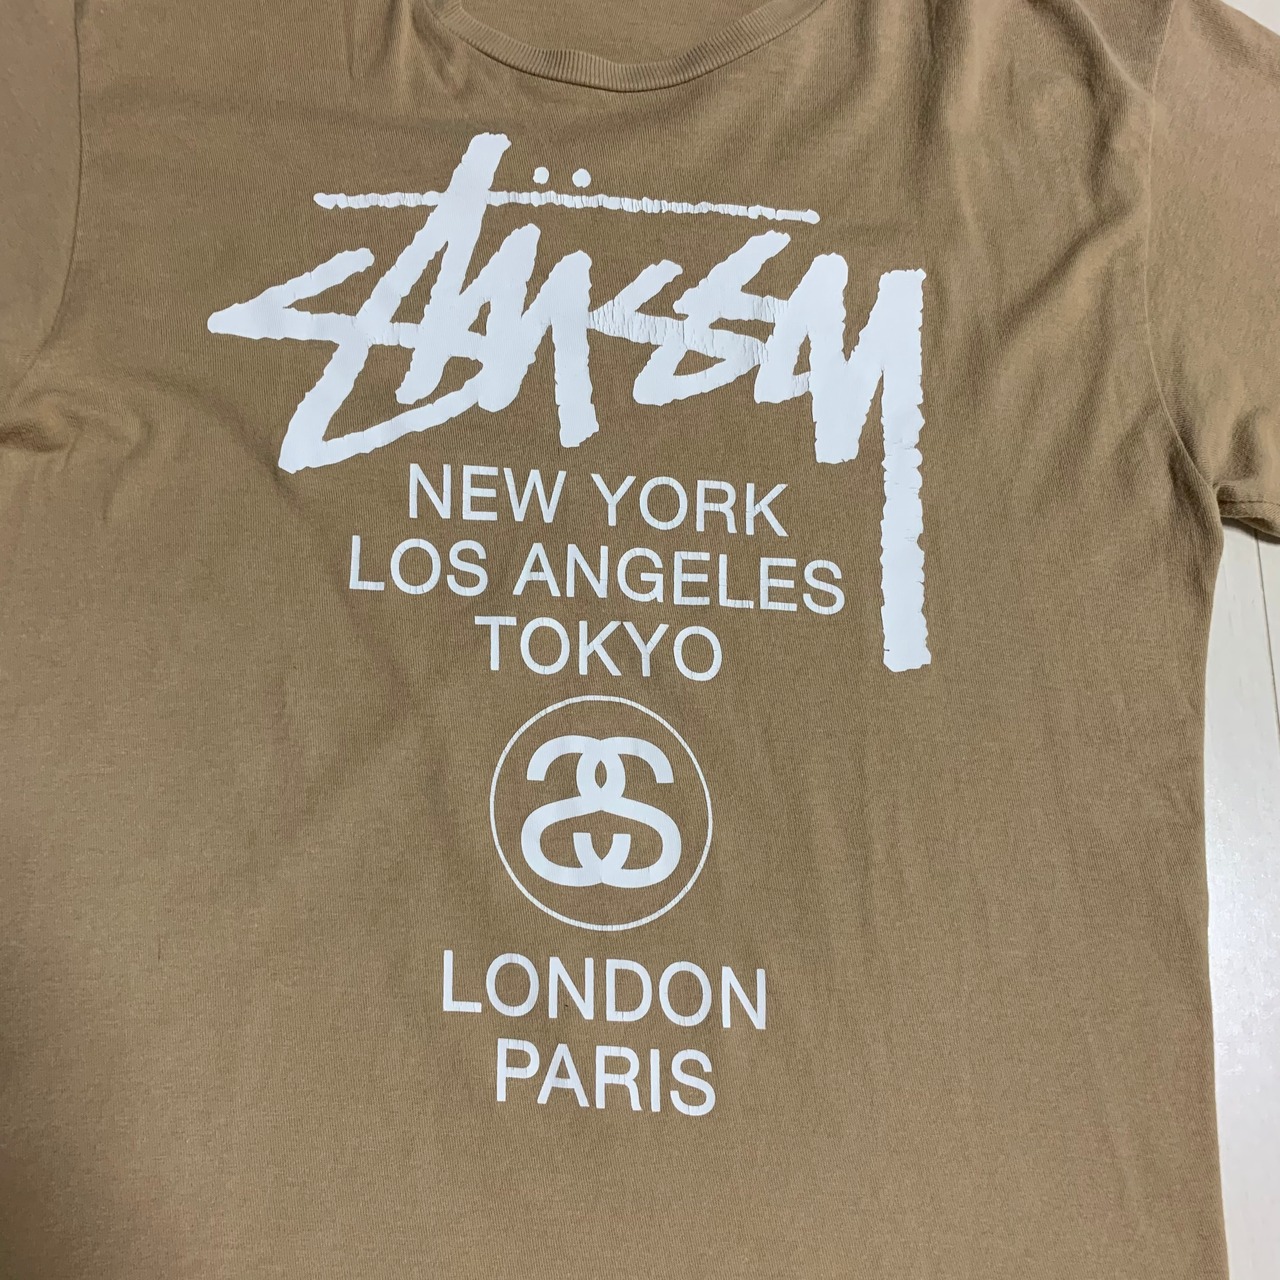 Stüssy
NEW YORK
LOS ANGELES
TOKYO
LONDON
PARIS